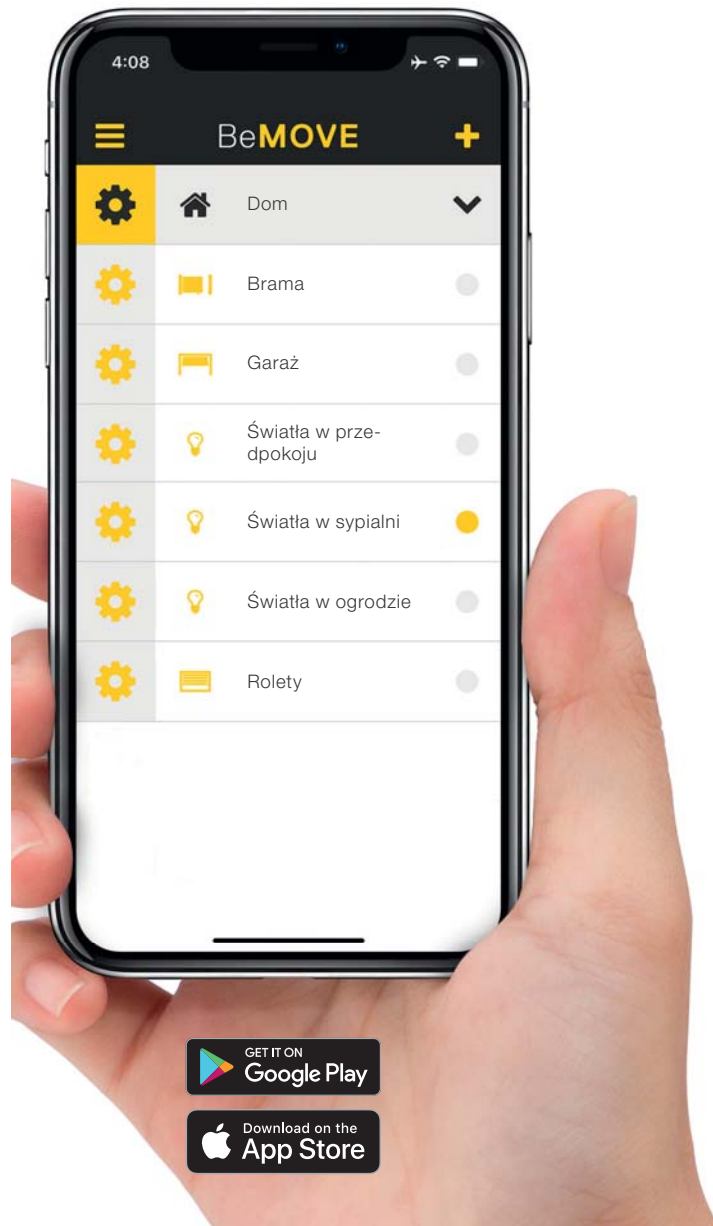 4:08
BeMOVE
Dom
Brama
Garaż
Światła w prze-
dpokoju
Światła w sypialni
Światła w ogrodzie
Rolety
GET IT ON
Google Play
Download on the
App Store